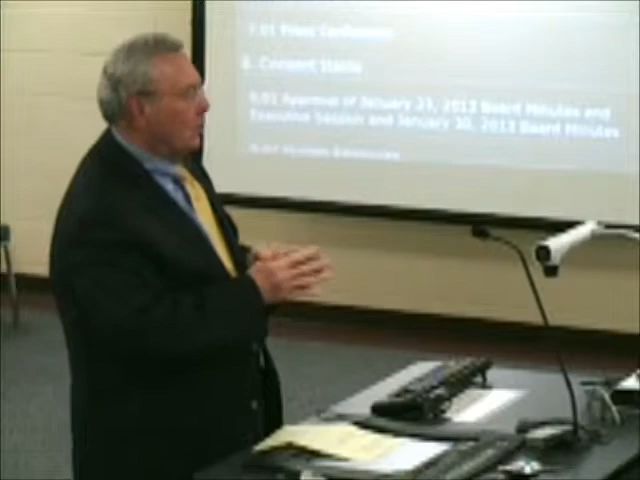 7.01 Press Conference
8. Consent Items
8.01 Approval of January 23, 2013 Board Minutes and
Executive Session and January 30, 2013 Board Minutes